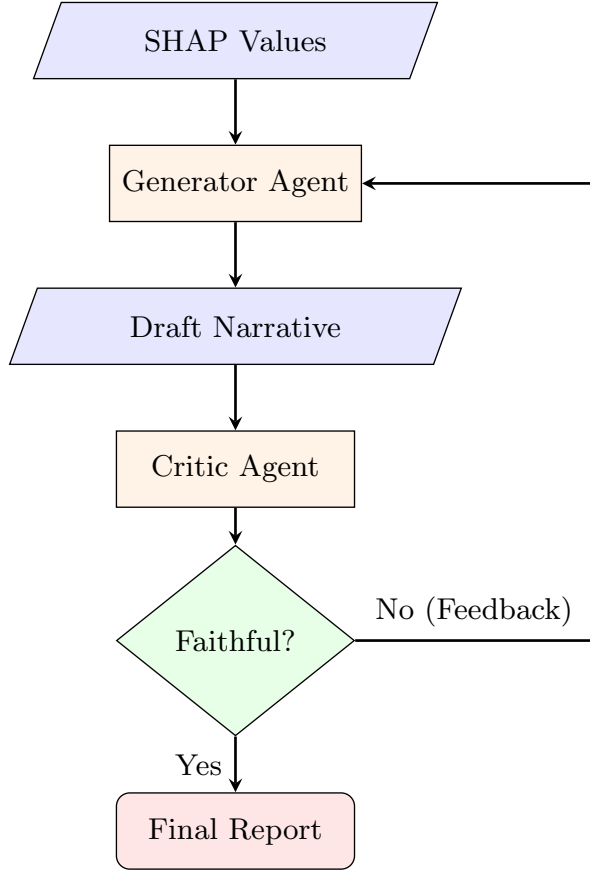 SHAP Values
Generator Agent
Draft Narrative
Critic Agent
No (Feedback)
Faithful?
Yes
Final Report